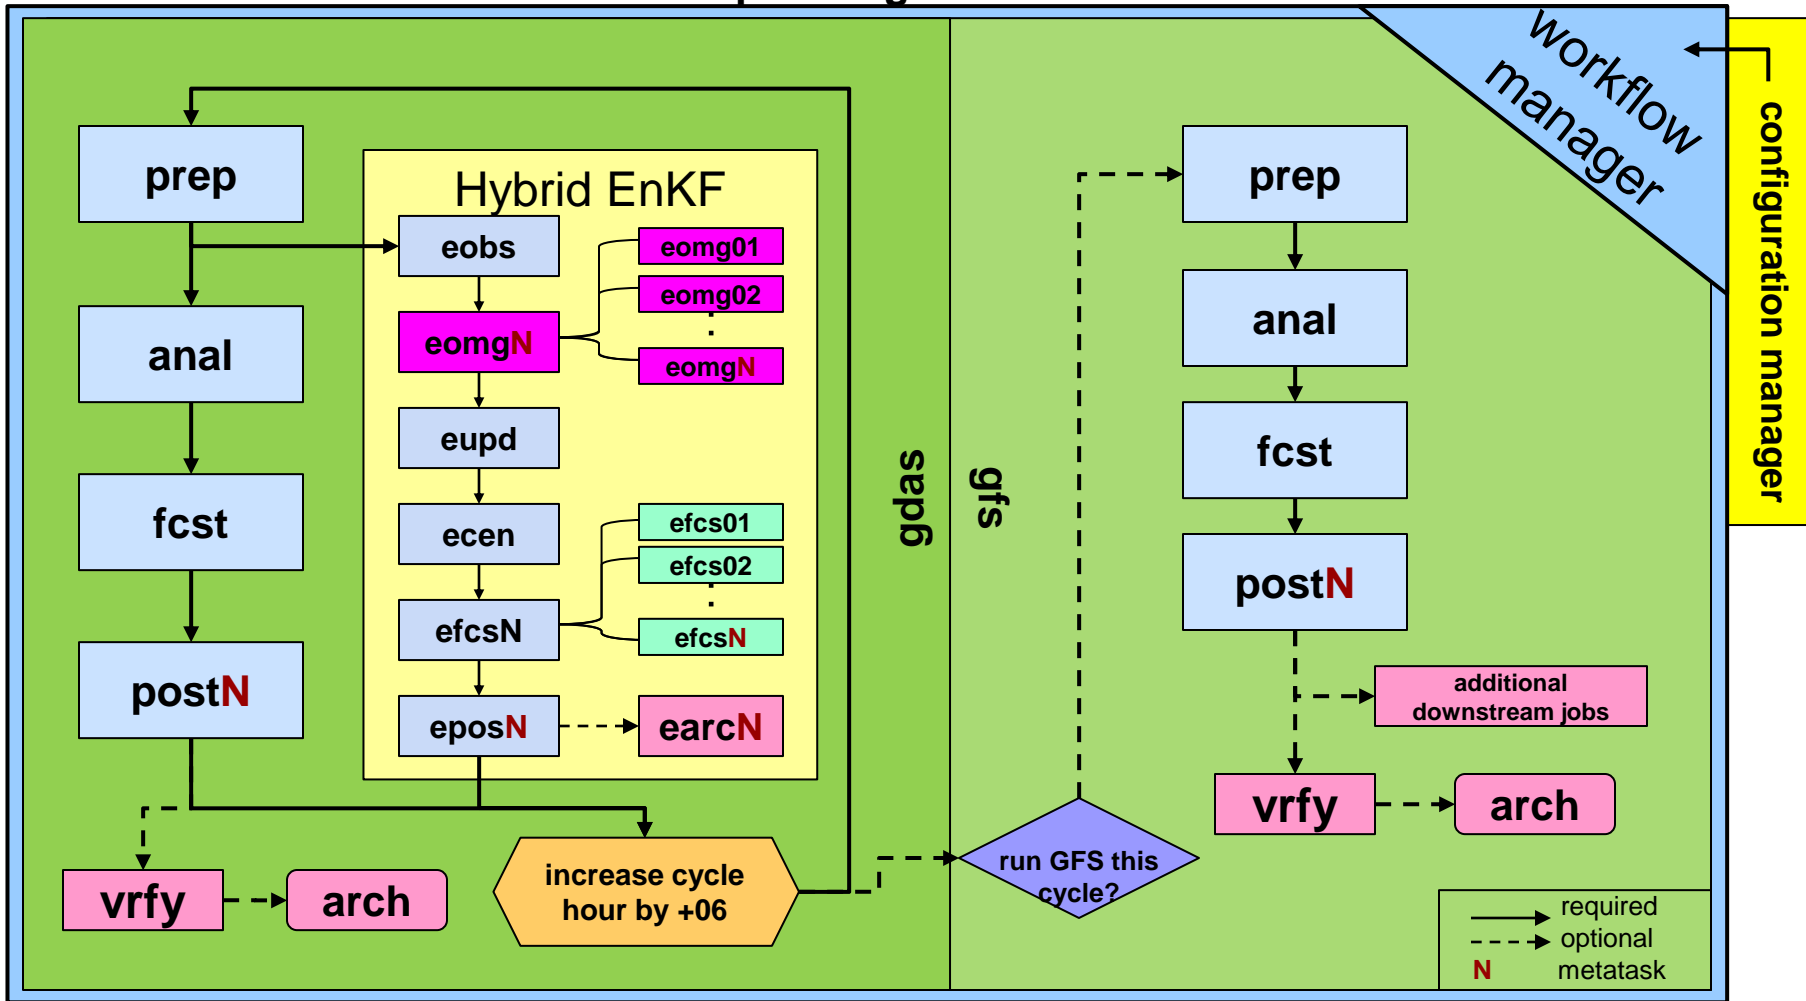 prep
anal
fcst
postN
vrfy
arch
Hybrid EnKF
eobs
eomgN
eupd
ecen
efcsN
eposN
eomg01
eomg02
:
eomgN
efcs01
efcs02
:
efcsN
earcN
increase cycle
hour by +06
gdas
gfs
run GFS this
cycle?
prep
anal
fcst
postN
additional
downstream jobs
vrfy
arch
workflow
manager
configuration manager
required
optional
N metatask